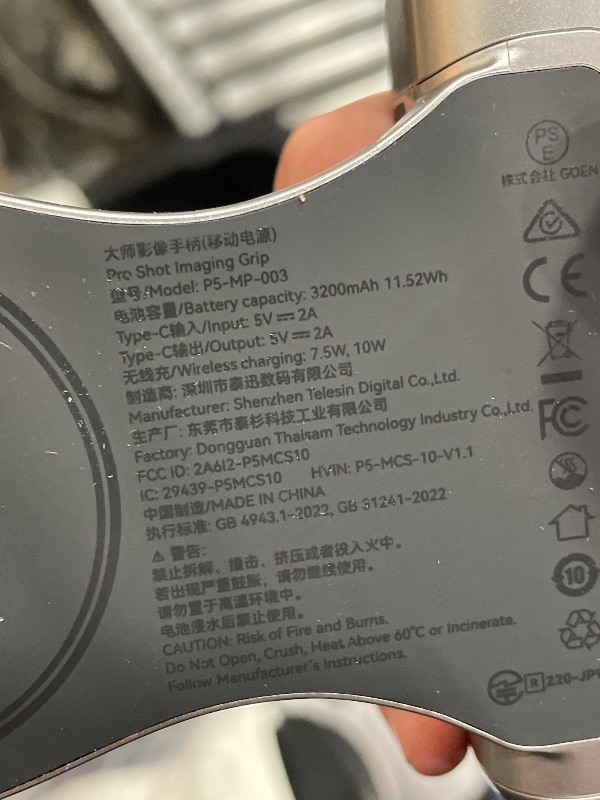 大师影像手柄(移动电源)
Pro Shot Imaging Grip
型号/Model: P5-MP-003
电池容量/Battery capacity: 3200mAh 11.52Wh
Type-C输入/Input: 5V⎓2A
Type-C输出/Output: 5V⎓2A
无线充/Wireless charging: 7.5W, 10W
制造商: 深圳市泰迅数码有限公司
Manufacturer: Shenzhen Telesin Digital Co.,Ltd.
生产厂: 东莞市泰杉科技工业有限公司
Factory: Dongguan Thaisam Technology Industry Co.,Ltd.
FCC iD: 2A6I2-P5MCS10
IC: 29439-P5MCS10 HVIN: P5-MCS-10-V1.1
中国制造/MADE IN CHINA
执行标准: GB 4943.1-2022, GB 31241-2022
⚠ 警告:
禁止拆解、撞击、挤压或者投入火中。
若出现严重鼓胀，请勿继续使用。
请勿置于高温环境中。
电池浸水后禁止使用。
CAUTION: Risk of Fire and Burns.
Do Not Open, Crush, Heat Above 60°C or Incinerate.
Follow Manufacturer's Instructions.
PS
E
株式会社 GOEN
CE
FC
10
R 220-JP